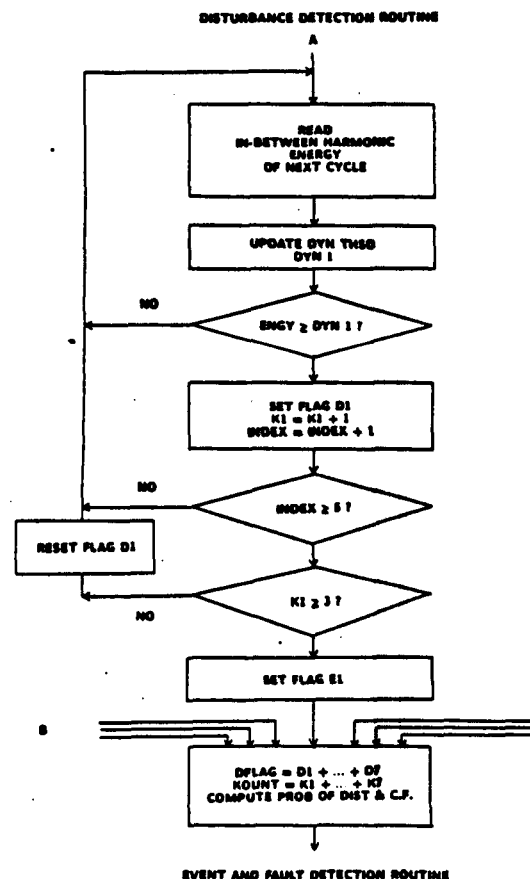 DISTURBANCE DETECTION ROUTINE
A
READ
IN-BETWEEN HARMONIC
ENERGY
OF NEXT CYCLE
UPDATE DYN THSD
DYN 1
NO
ENGY ≥ DYN 1 ?
SET FLAG D1
K1 = K1 + 1
INDEX = INDEX + 1
NO
INDEX ≥ 5 ?
RESET FLAG D1
K1 ≥ 3 ?
NO
SET FLAG E1
B
DFLAG = D1 + ... + D7
KOUNT = K1 + ... + K7
COMPUTE PROB OF DIST & C.F.
EVENT AND FAULT DETECTION ROUTINE